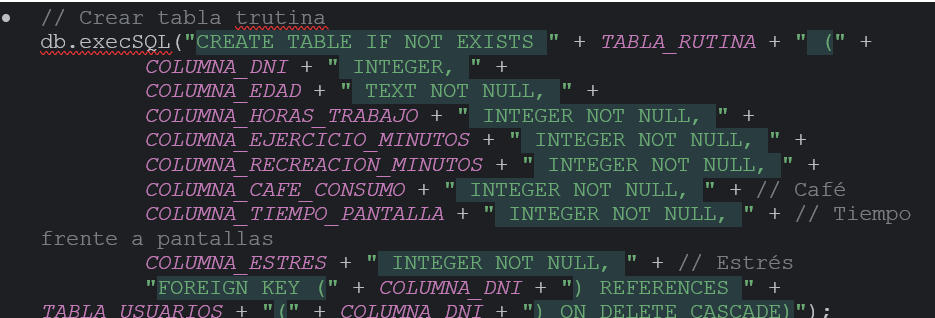 // Crear tabla trutina
db.execSQL("CREATE TABLE IF NOT EXISTS " + TABLA_RUTINA + " (" +
COLUMNA_DNI + " INTEGER, " +
COLUMNA_EDAD + " TEXT NOT NULL, " +
COLUMNA_HORAS_TRABAJO + " INTEGER NOT NULL, " +
COLUMNA_EJERCICIO_MINUTOS + " INTEGER NOT NULL, " +
COLUMNA_RECREACION_MINUTOS + " INTEGER NOT NULL, " +
COLUMNA_CAFE_CONSUMO + " INTEGER NOT NULL, " + // Café
COLUMNA_TIEMPO_PANTALLA + " INTEGER NOT NULL, " + // Tiempo
frente a pantallas
COLUMNA_ESTRES + " INTEGER NOT NULL, " + // Estrés
"FOREIGN KEY (" + COLUMNA_DNI + ") REFERENCES " +
TABLA_USUARIOS + "(" + COLUMNA_DNI + ") ON DELETE CASCADE)");